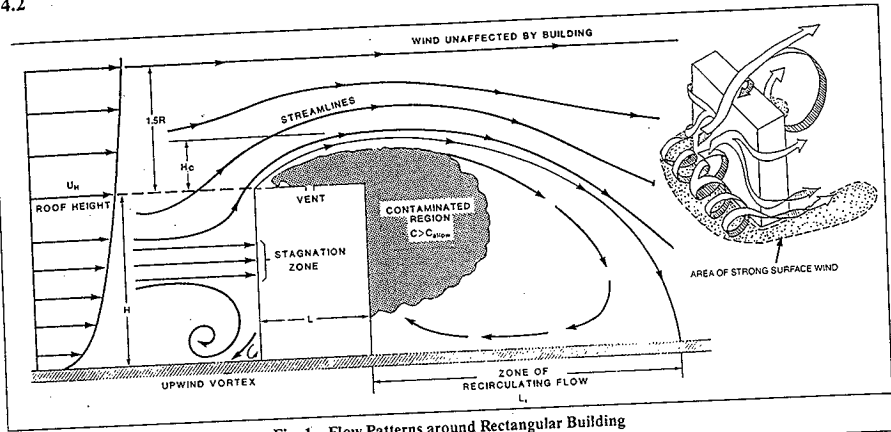 4.2
WIND UNAFFECTED BY BUILDING
1.5R
STREAMLINES
Hc
UH
ROOF HEIGHT
VENT
CONTAMINATED
REGION
C>Callow
STAGNATION
ZONE
H
L
UPWIND VORTEX
ZONE OF
RECIRCULATING FLOW
Lr
AREA OF STRONG SURFACE WIND
Fig. 1 Flow Patterns around Rectangular Building